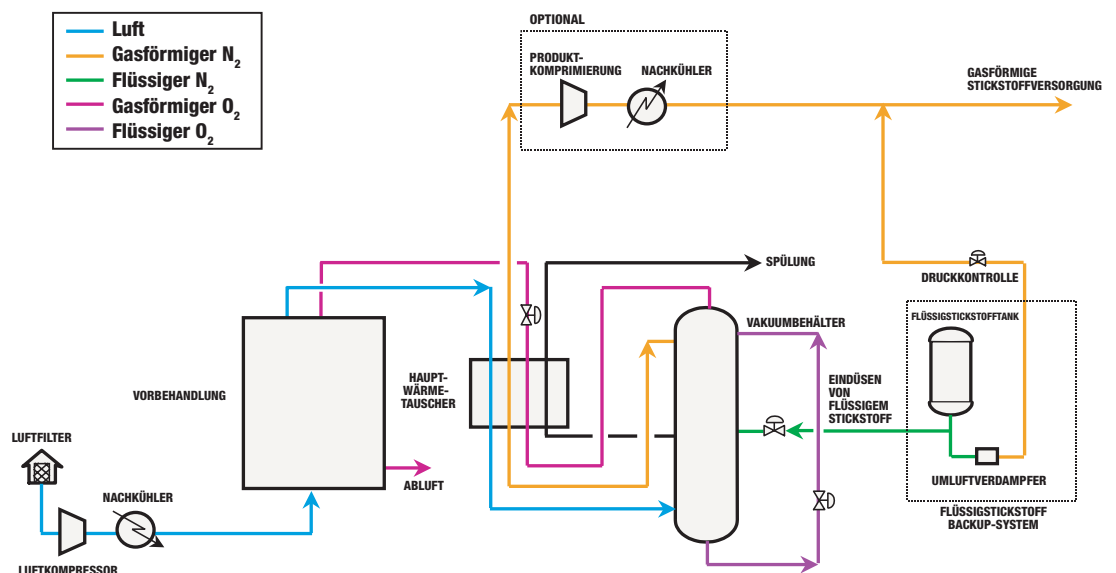 Luft
Gasförmiger N2
Flüssiger N2
Gasförmiger O2
Flüssiger O2
OPTIONAL
PRODUKT-
KOMPRIMIERUNG
NACHKÜHLER
GASFÖRMIGE
STICKSTOFFVERSORGUNG
SPÜLUNG
DRUCKKONTROLLE
FLÜSSIGSTICKSTOFFTANK
VAKUUMBEHÄLTER
HAUPT-
WÄRME-
TAUSCHER
VORBEHANDLUNG
EINDÜSEN
VON
FLÜSSIGEM
STICKSTOFF
LUFTFILTER
ABLUFT
UMLUFTVERDAMPFER
NACHKÜHLER
FLÜSSIGSTICKSTOFF
BACKUP-SYSTEM
LUFTKOMPRESSOR